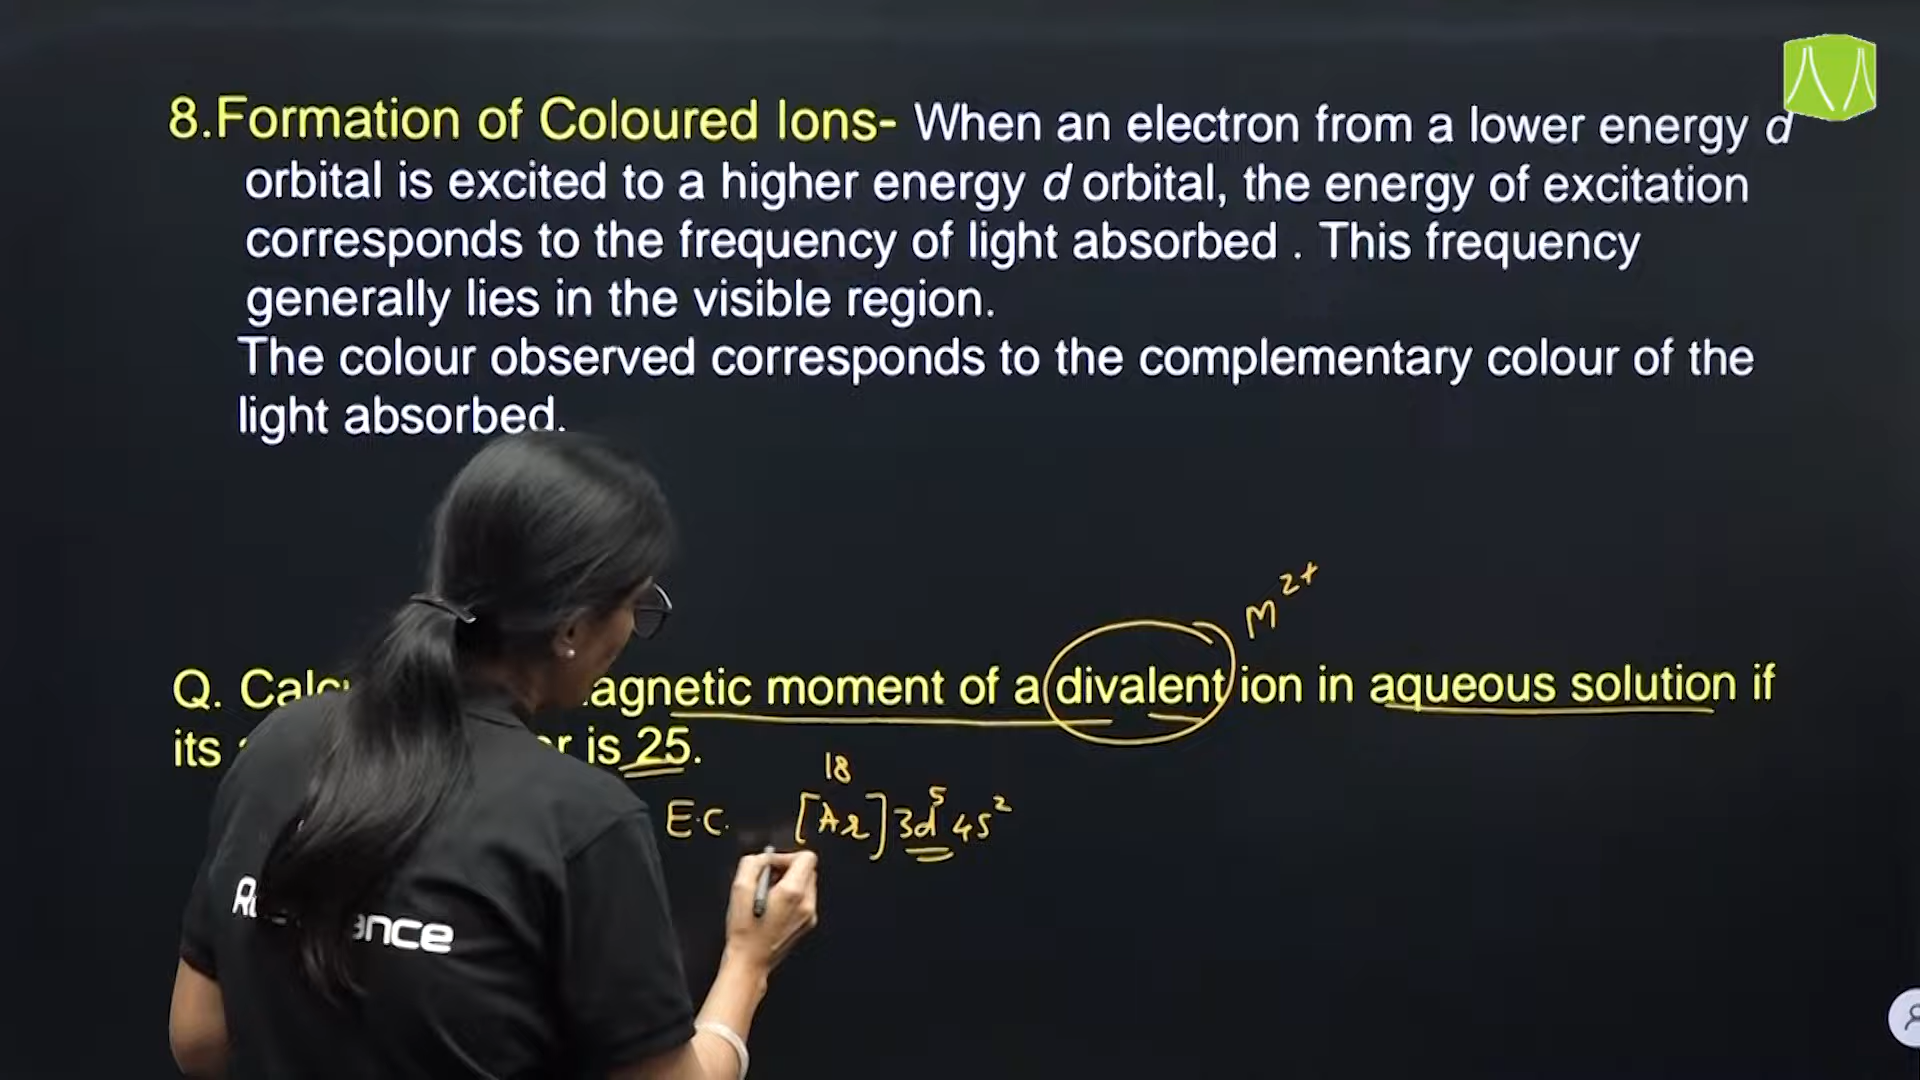 8.Formation of Coloured Ions- When an electron from a lower energy d
orbital is excited to a higher energy d orbital, the energy of excitation
corresponds to the frequency of light absorbed . This frequency
generally lies in the visible region.
The colour observed corresponds to the complementary colour of the
light absorbed.
M²⁺
Q. Calc agnetic moment of a divalent ion in aqueous solution if
its r is 25.
18
E.C. [Ar]3d⁵4s²
ance